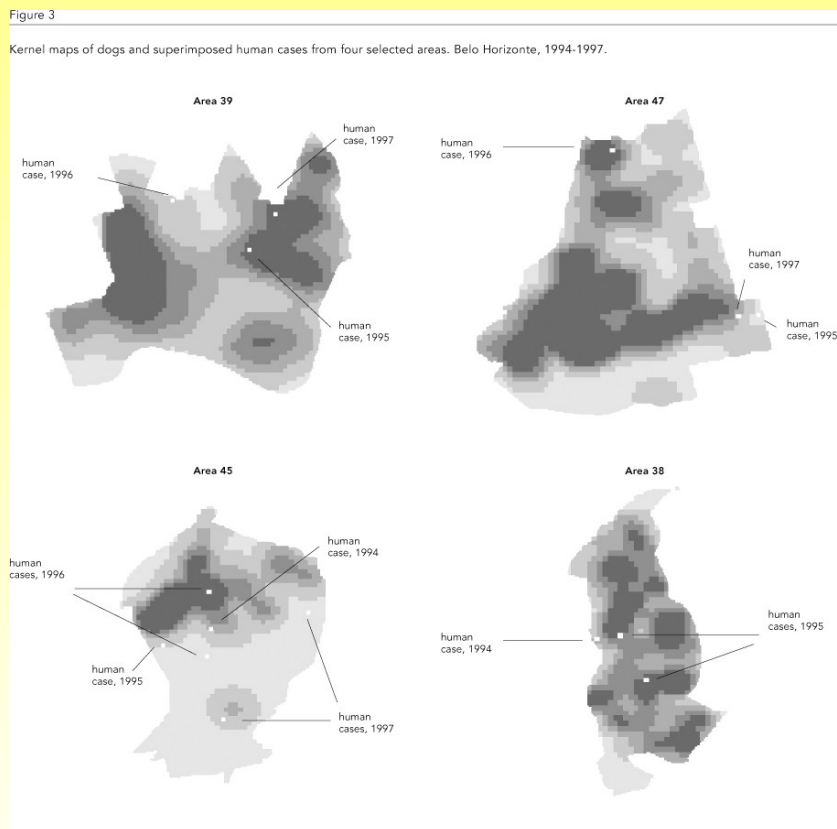 Figure 3
Kernel maps of dogs and superimposed human cases from four selected areas. Belo Horizonte, 1994-1997.
Area 39
human
case, 1996
human
case, 1997
human
case, 1995
Area 47
human
case, 1996
human
case, 1997
human
case, 1995
Area 45
human
cases, 1996
human
case, 1994
human
case, 1995
human
cases, 1997
Area 38
human
case, 1994
human
cases, 1995